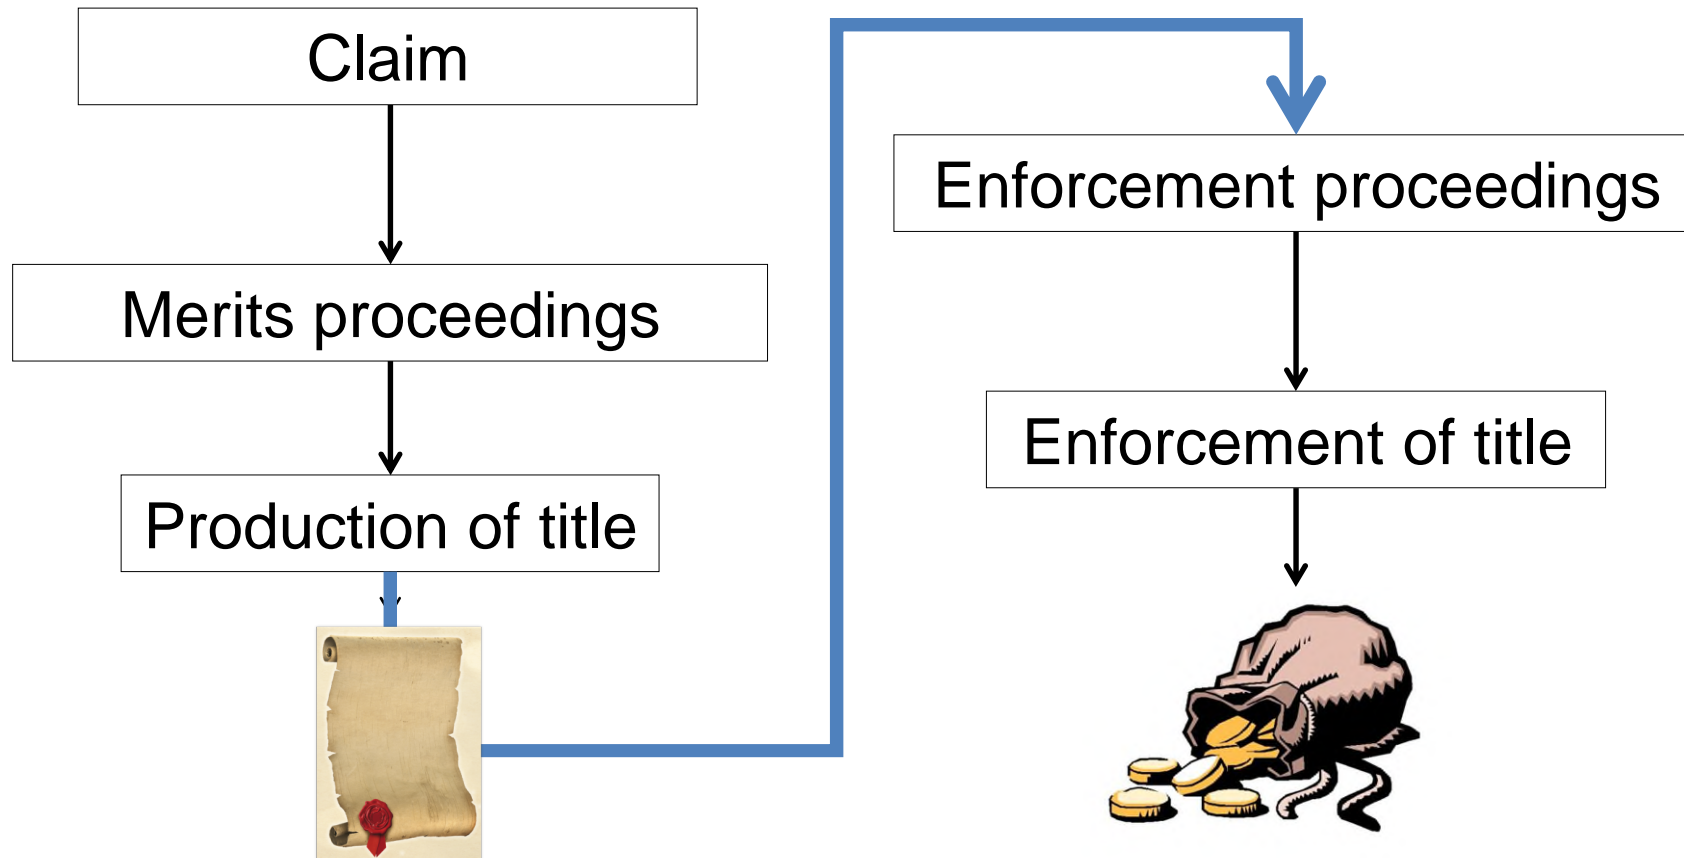 Claim
Merits proceedings
Production of title
Enforcement proceedings
Enforcement of title